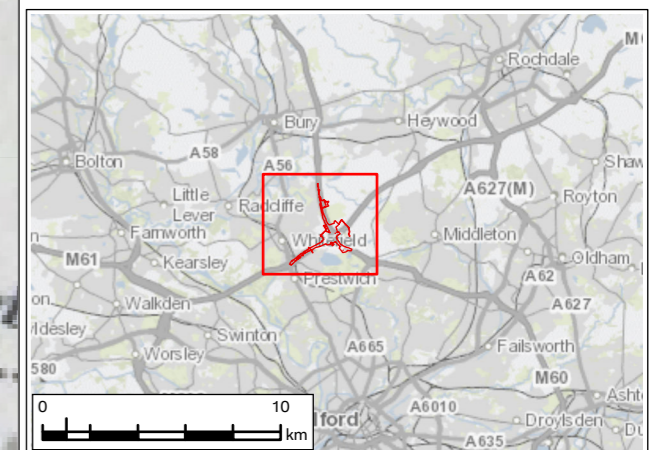 Rochdale
Bury
Heywood
A58
Bolton
A56
A627(M)
Little
Lever
Radcliffe
Royton
Farnworth
Whitefield
Middleton
M61
Kearsley
Oldham
Prestwich
A62
Walkden
A627
Swinton
A665
Failsworth
Worsley
M60
0
10
km
A6010
Droylsden
A635